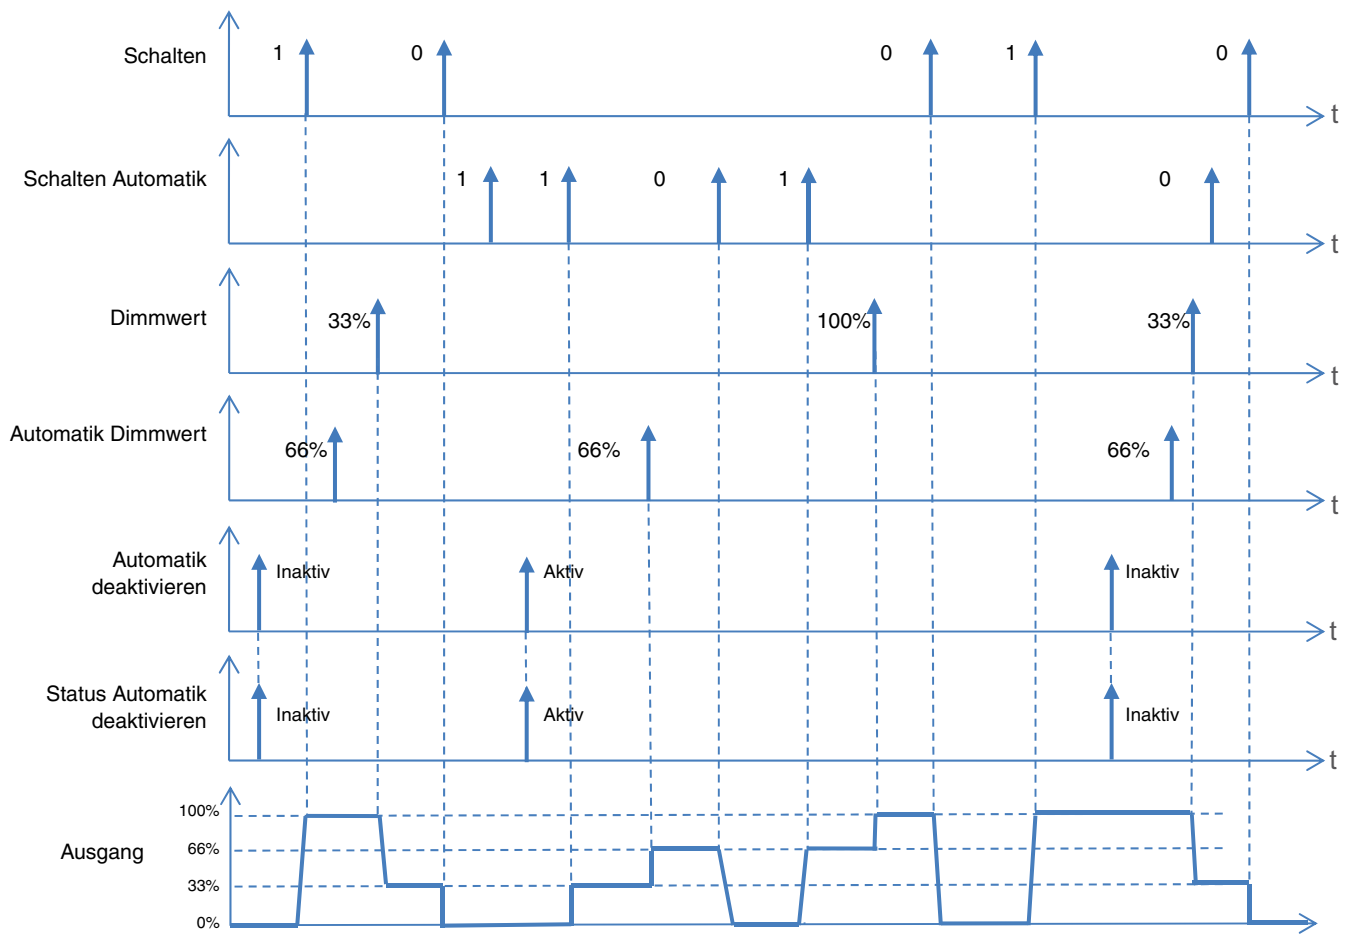 Schalten
1
0
0
1
0
t
Schalten Automatik
1
1
0
1
0
t
Dimmwert
33%
100%
33%
t
Automatik Dimmwert
66%
66%
66%
t
Automatik
deaktivieren
Inaktiv
Aktiv
Inaktiv
t
Status Automatik
deaktivieren
Inaktiv
Aktiv
Inaktiv
t
Ausgang
100%
66%
33%
0%